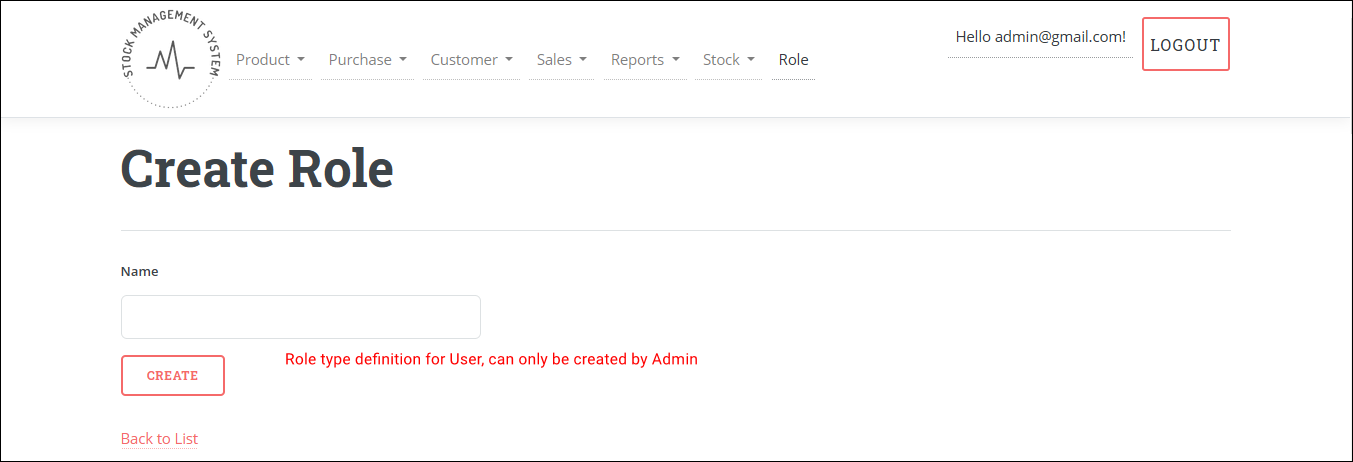 STOCK MANAGEMENT SYSTEM
Product Purchase Customer Sales Reports Stock Role Hello admin@gmail.com! LOGOUT
Create Role
Name
Role type definition for User, can only be created by Admin
CREATE
Back to List